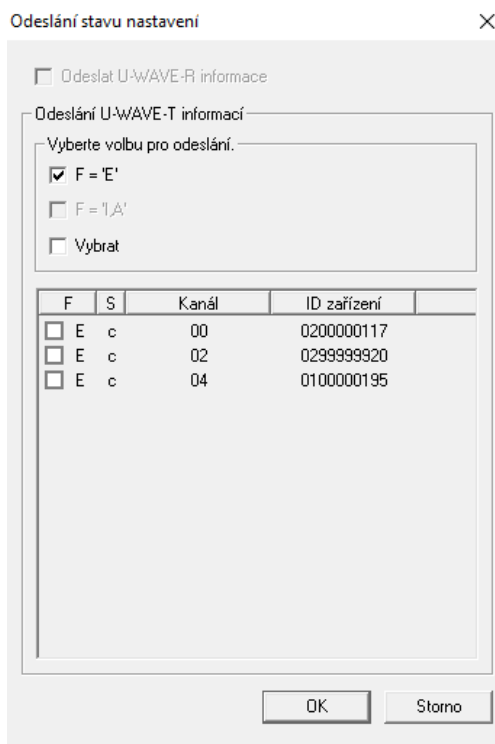 Odeslání stavu nastavení
Odeslat U-WAVE-R informace
Odeslání U-WAVE-T informací
Vyberte volbu pro odeslání.
F = 'E'
F = 'I,A'
Vybrat
F S Kanál ID zařízení
E c 00 0200000117
E c 02 0299999920
E c 04 0100000195
OK Storno